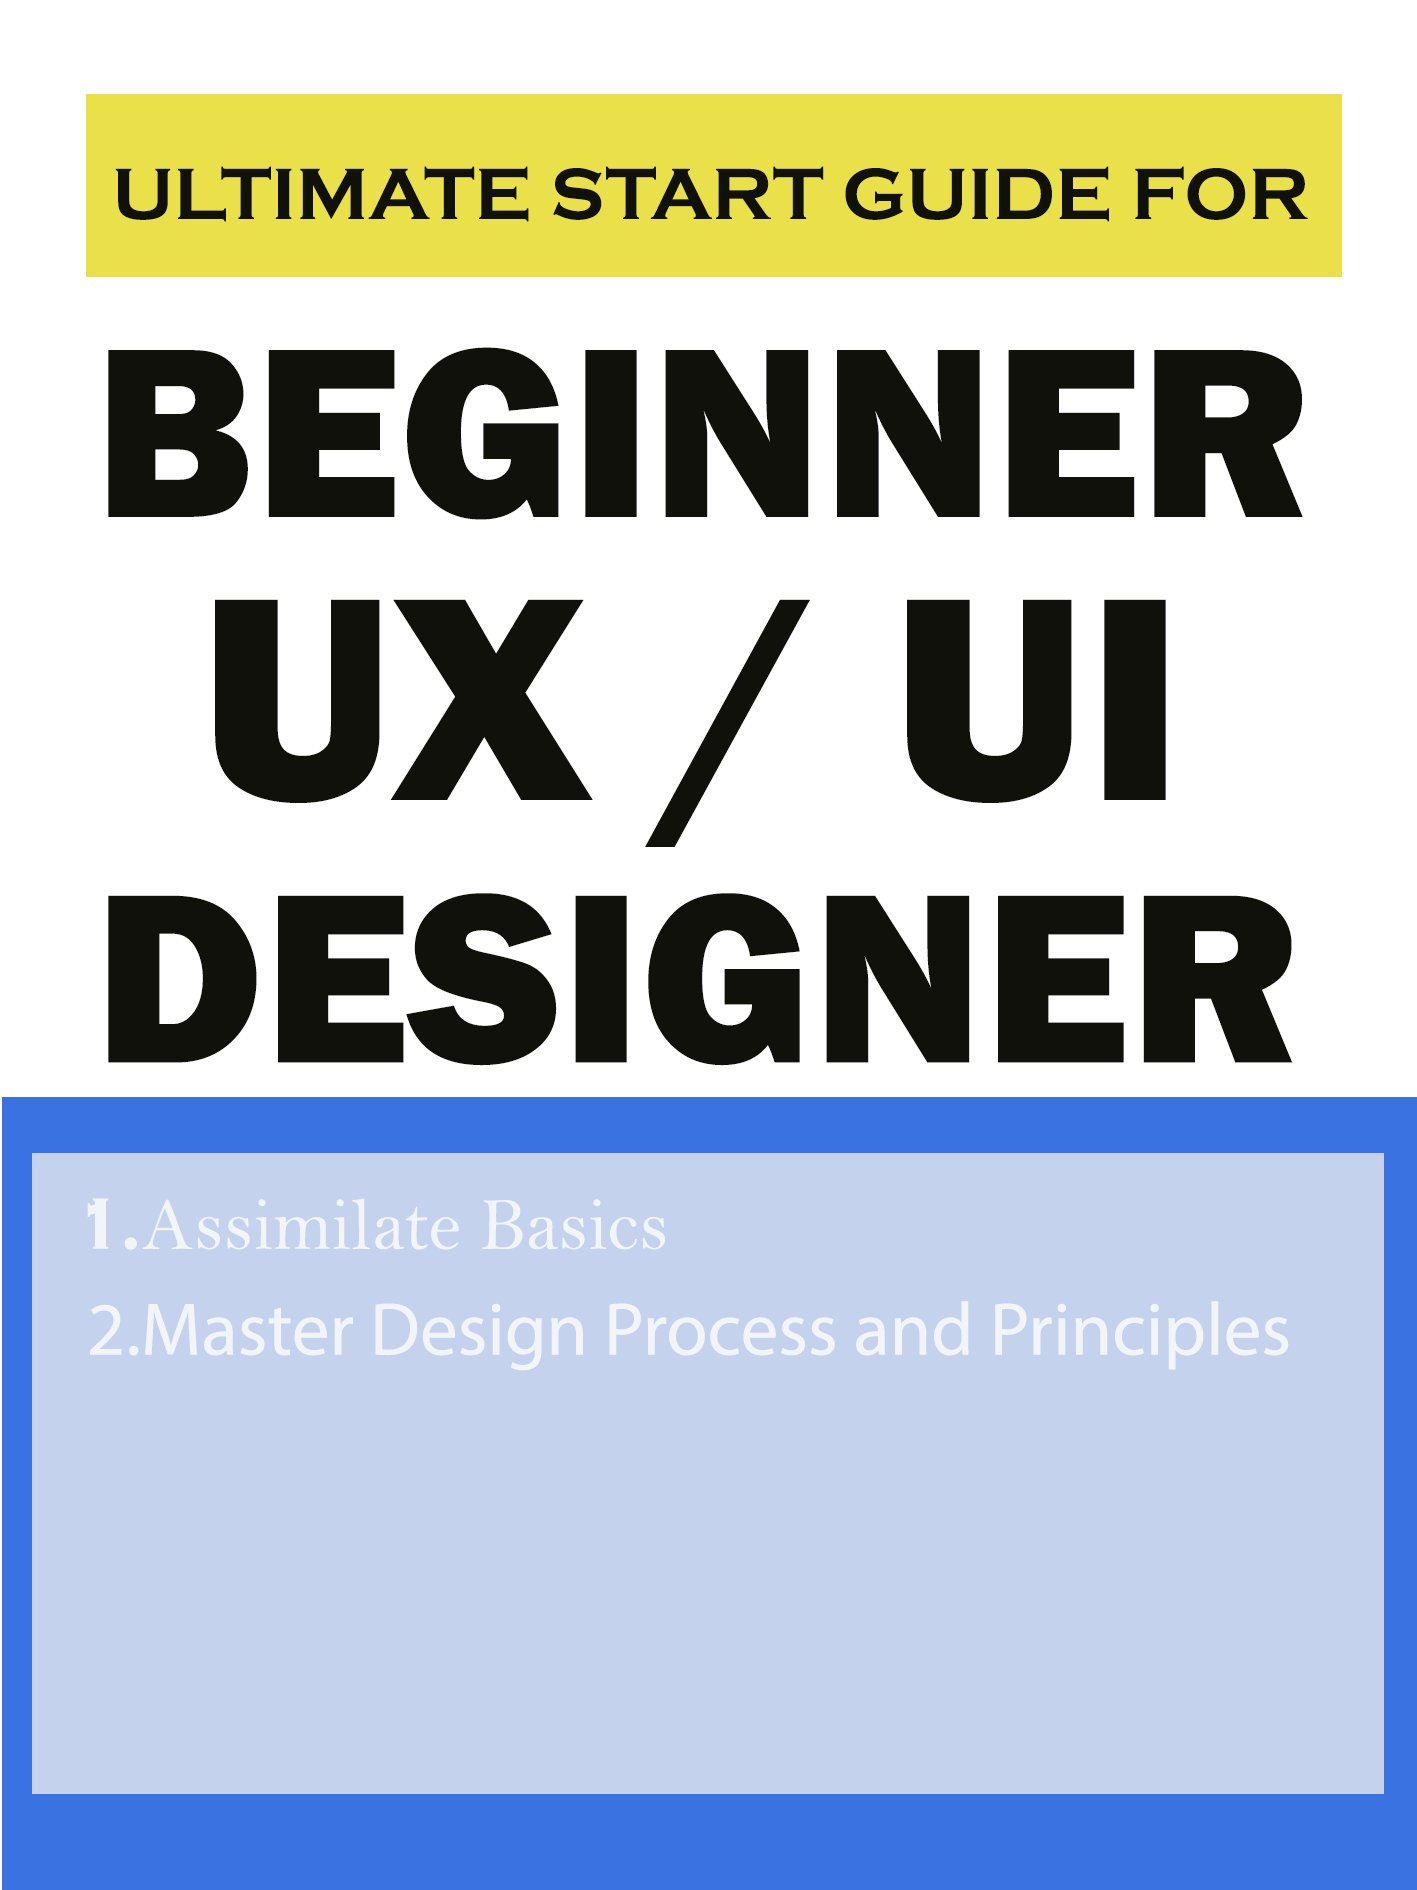 ULTIMATE START GUIDE FOR
BEGINNER
UX / UI
DESIGNER
1.Assimilate Basics
2.Master Design Process and Principles